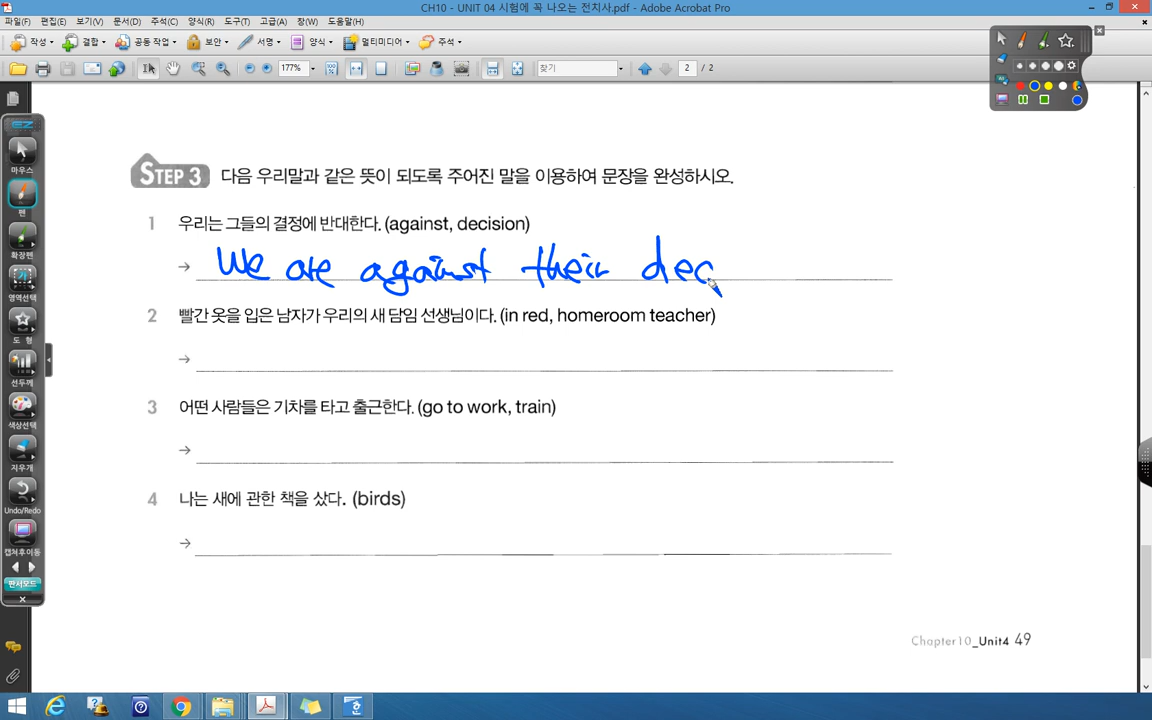 CH10 - UNIT 04 시험에 꼭 나오는 전치사.pdf - Adobe Acrobat Pro
파일(F) 편집(E) 보기(V) 문서(D) 주석(C) 양식(R) 도구(T) 고급(A) 창(W) 도움말(H)
작성 결합 공동 작업 보안 서명 양식 멀티미디어 주석
177% 찾기 2 / 2
마우스
펜
확장펜
영역선택
도 형
선두께
색상선택
지우개
Undo/Redo
캡쳐후이동
판서모드
STEP 3 다음 우리말과 같은 뜻이 되도록 주어진 말을 이용하여 문장을 완성하시오.
1 우리는 그들의 결정에 반대한다. (against, decision)
→ We are against their dec
2 빨간 옷을 입은 남자가 우리의 새 담임 선생님이다. (in red, homeroom teacher)
→
3 어떤 사람들은 기차를 타고 출근한다. (go to work, train)
→
4 나는 새에 관한 책을 샀다. (birds)
→
Chapter10_Unit4 49